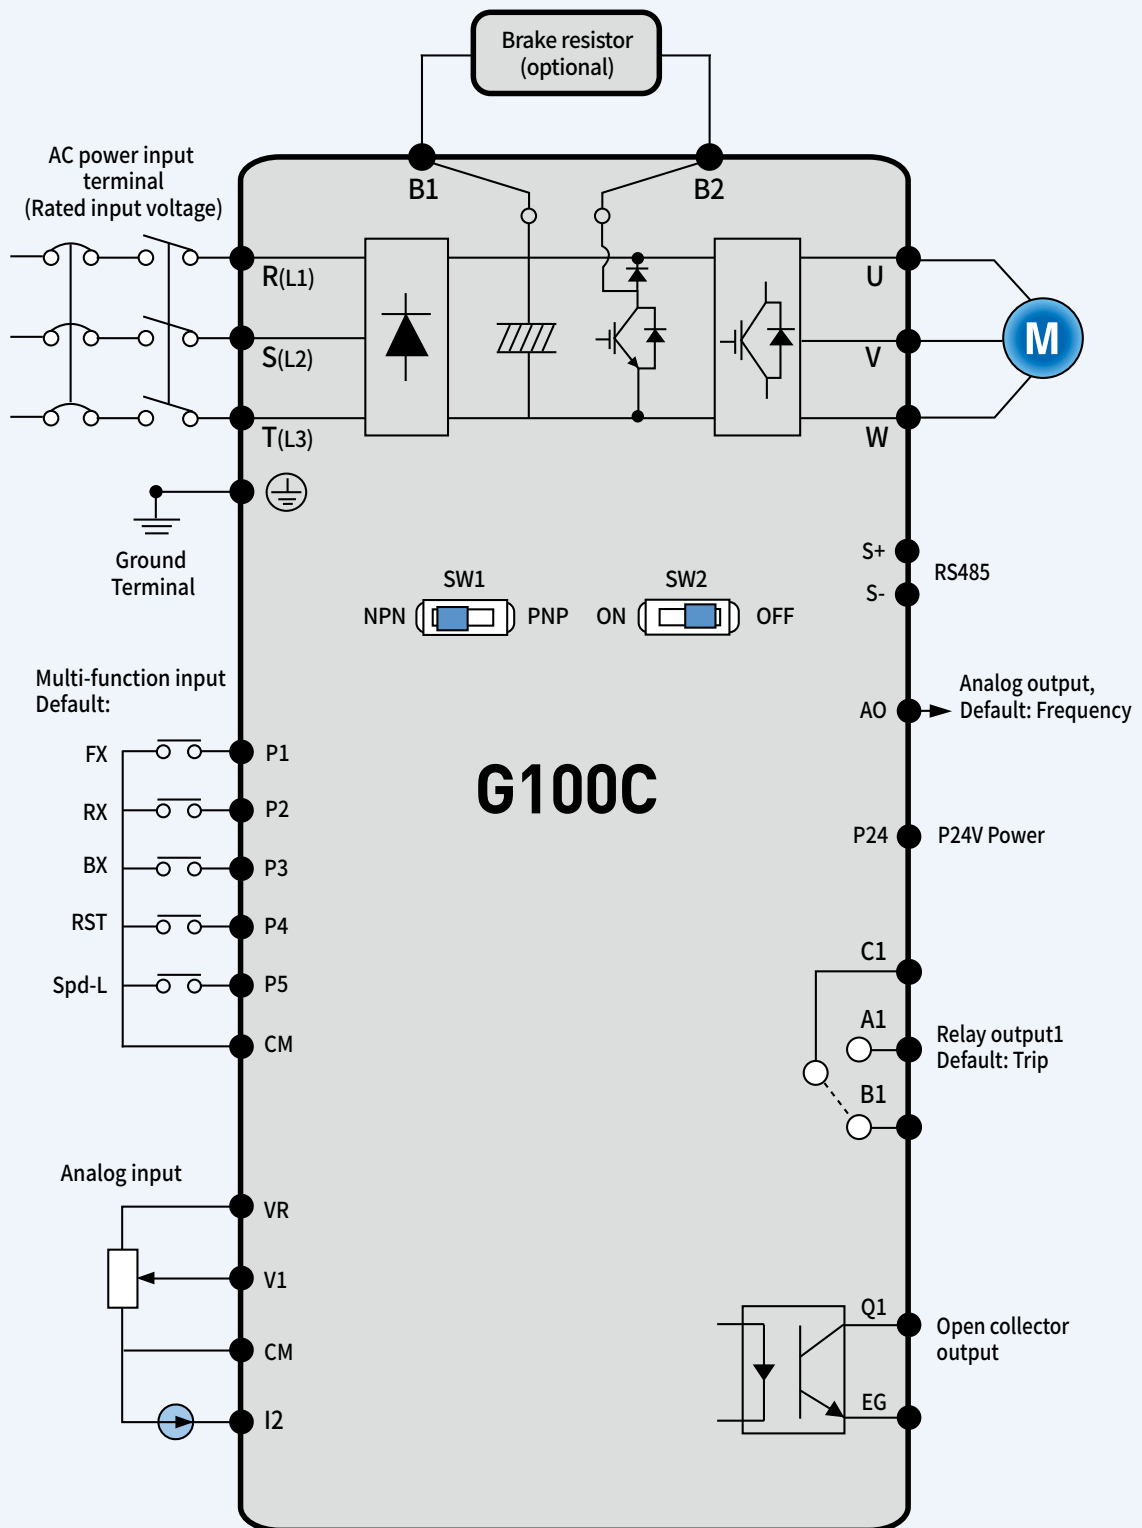 Brake resistor
(optional)
AC power input
terminal
(Rated input voltage)
B1
B2
R(L1)
S(L2)
T(L3)
U
V
W
M
Ground
Terminal
S+
S-
RS485
SW1
NPN
PNP
SW2
ON
OFF
Multi-function input
Default:
FX
RX
BX
RST
Spd-L
P1
P2
P3
P4
P5
CM
G100C
AO
Analog output,
Default: Frequency
P24
P24V Power
C1
A1
B1
Relay output1
Default: Trip
Analog input
VR
V1
CM
I2
Q1
EG
Open collector
output